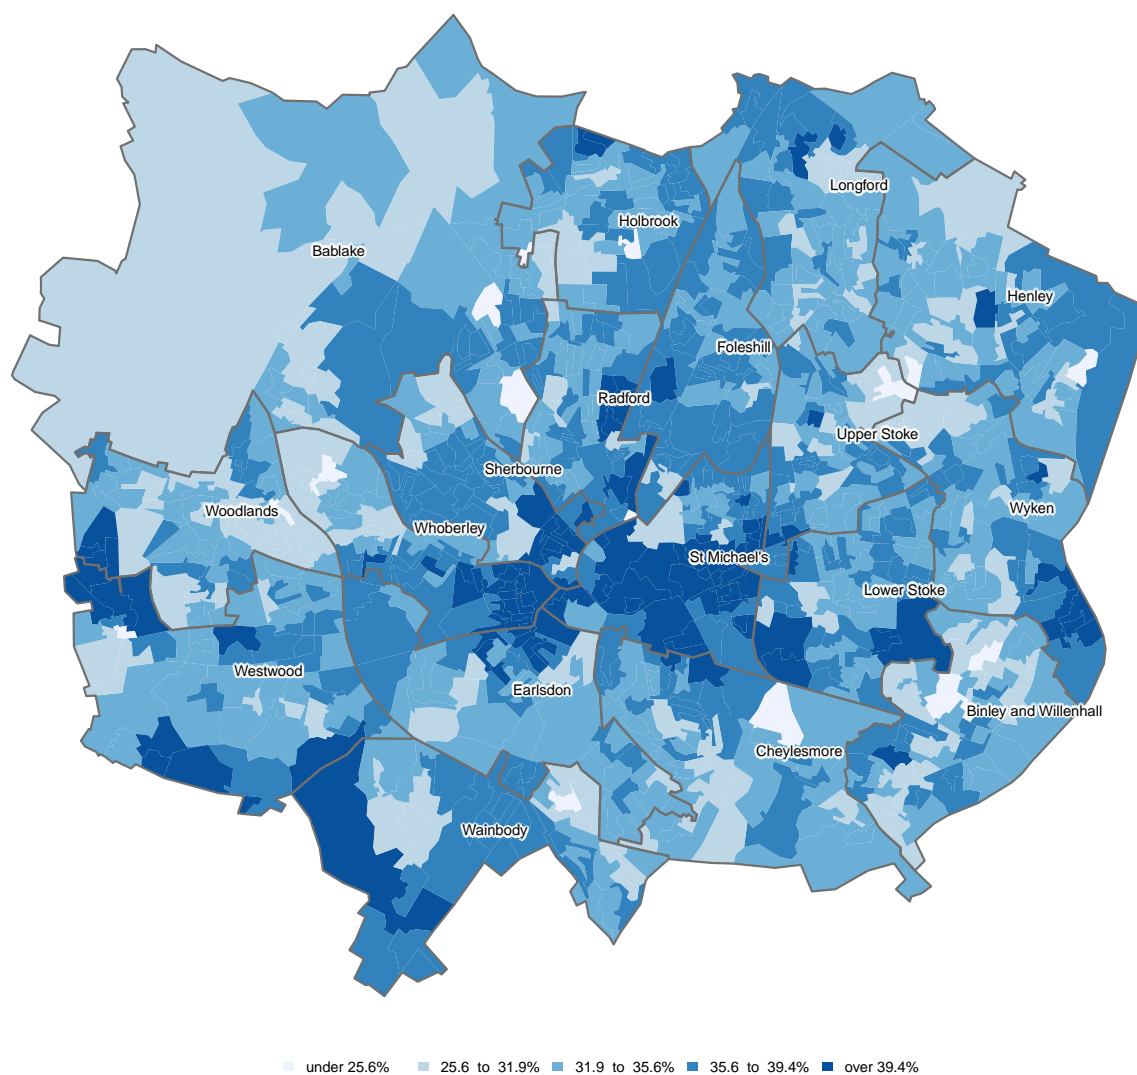 Longford
Holbrook
Bablake
Henley
Foleshill
Radford
Upper Stoke
Sherbourne
Woodlands
Wyken
Whoberley
St Michael's
Lower Stoke
Westwood
Earlsdon
Binley and Willenhall
Cheylesmore
Wainbody
under 25.6% 25.6 to 31.9% 31.9 to 35.6% 35.6 to 39.4% over 39.4%